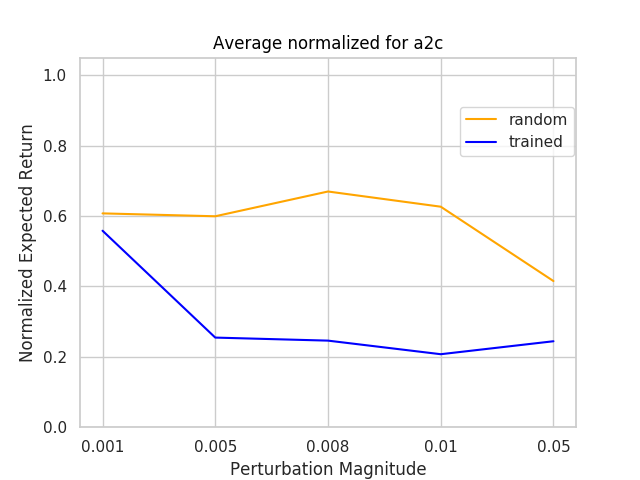 Average normalized for a2c
Normalized Expected Return
1.0
0.8
0.6
0.4
0.2
0.0
random
trained
0.001 0.005 0.008 0.01 0.05
Perturbation Magnitude